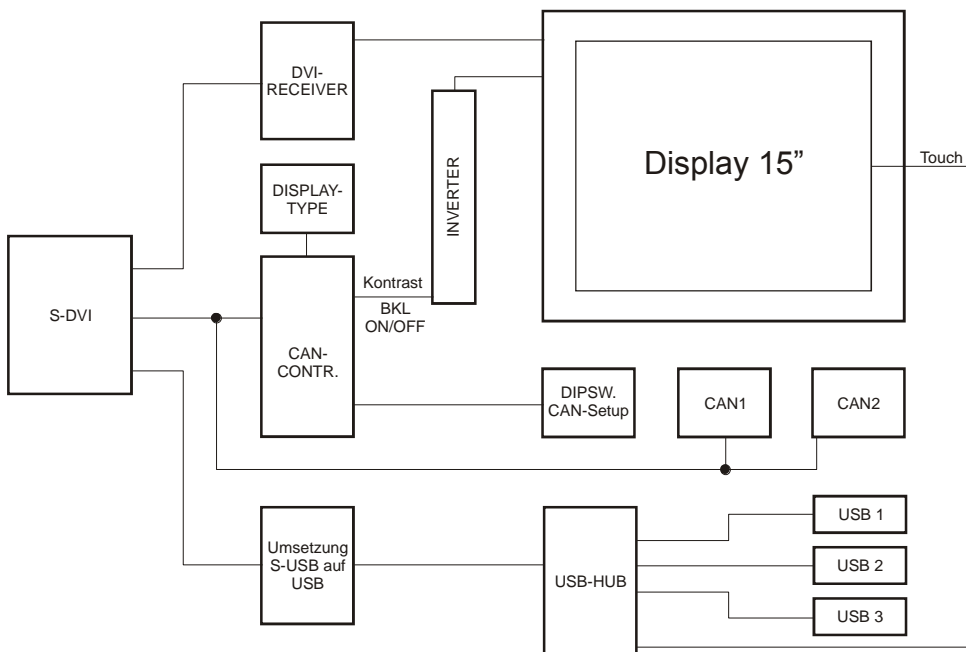 DVI-
RECEIVER
Display 15”
Touch
DISPLAY-
TYPE
INVERTER
S-DVI
Kontrast
BKL
ON/OFF
CAN-
CONTR.
DIPSW.
CAN-Setup
CAN1
CAN2
Umsetzung
S-USB auf
USB
USB-HUB
USB 1
USB 2
USB 3